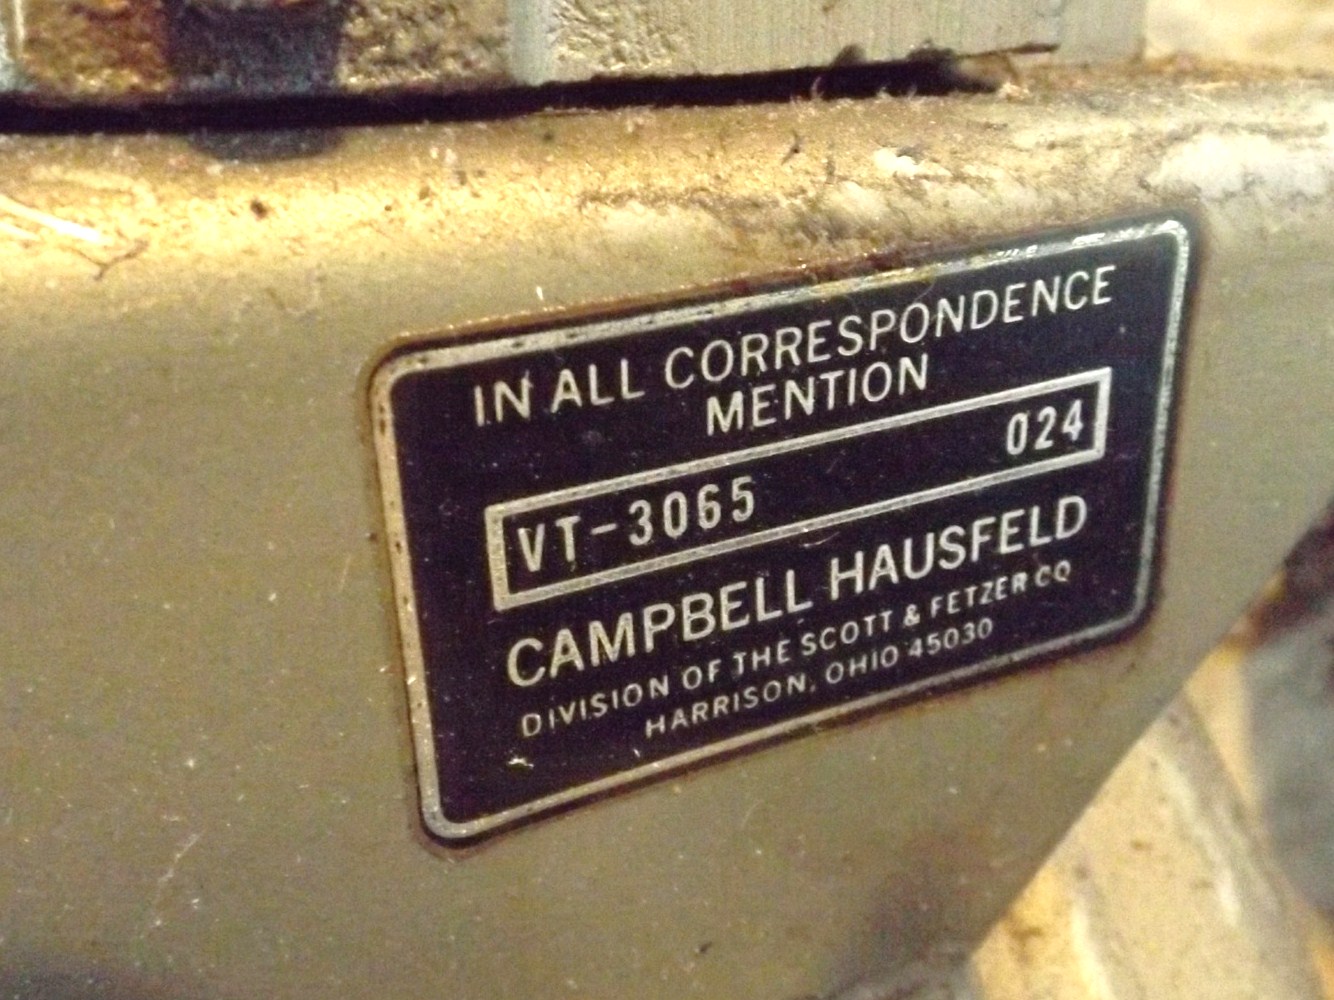 IN ALL CORRESPONDENCE
MENTION
VT-3065 024
CAMPBELL HAUSFELD
DIVISION OF THE SCOTT & FETZER CO
HARRISON, OHIO 45030